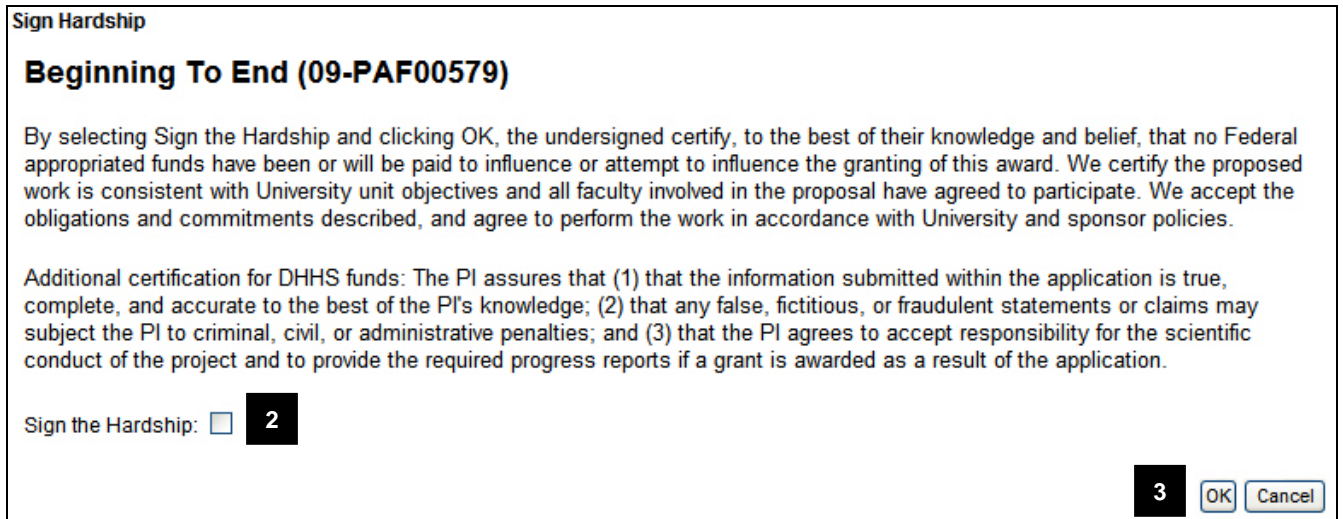 Sign Hardship
Beginning To End (09-PAF00579)
By selecting Sign the Hardship and clicking OK, the undersigned certify, to the best of their knowledge and belief, that no Federal
appropriated funds have been or will be paid to influence or attempt to influence the granting of this award. We certify the proposed
work is consistent with University unit objectives and all faculty involved in the proposal have agreed to participate. We accept the
obligations and commitments described, and agree to perform the work in accordance with University and sponsor policies.
Additional certification for DHHS funds: The PI assures that (1) that the information submitted within the application is true,
complete, and accurate to the best of the PI's knowledge; (2) that any false, fictitious, or fraudulent statements or claims may
subject the PI to criminal, civil, or administrative penalties; and (3) that the PI agrees to accept responsibility for the scientific
conduct of the project and to provide the required progress reports if a grant is awarded as a result of the application.
Sign the Hardship: 2
3 OK Cancel